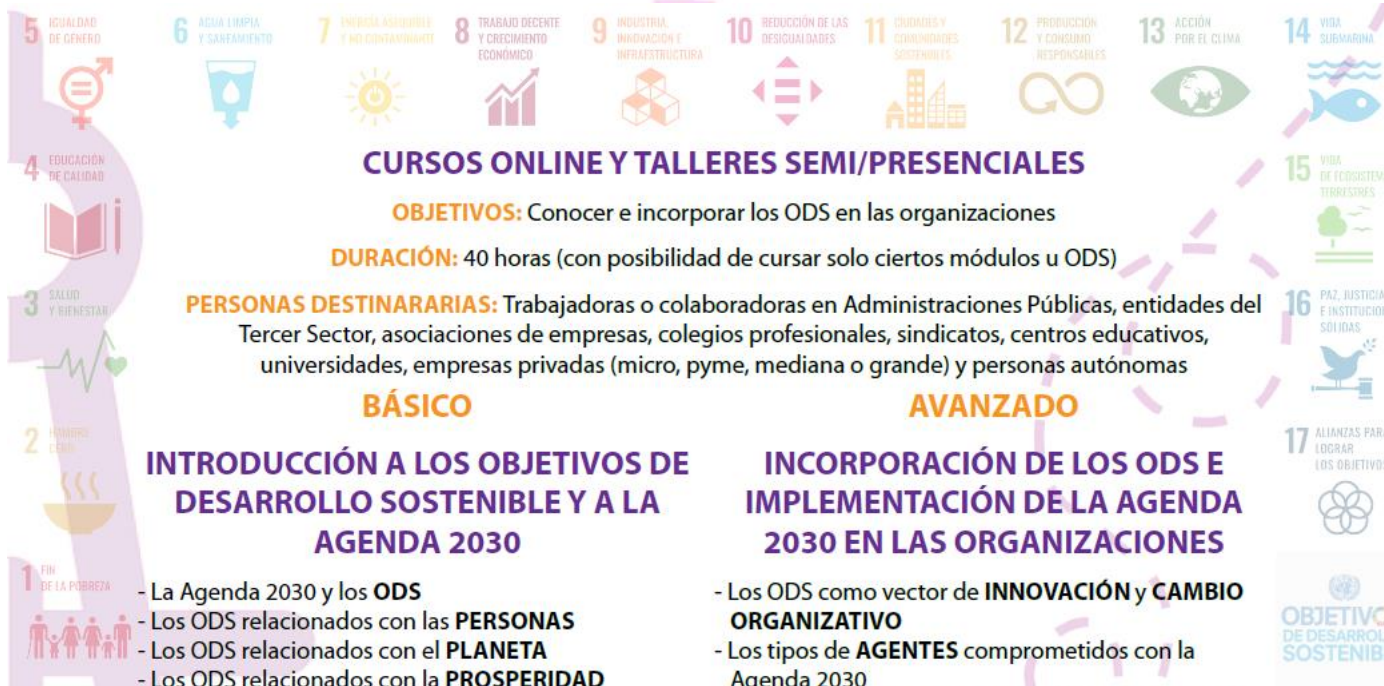 5 IGUALDAD
DE GÉNERO
6 AGUA LIMPIA
Y SANEAMIENTO
7 ENERGÍA ASEQUIBLE
Y NO CONTAMINANTE
8 TRABAJO DECENTE
Y CRECIMIENTO
ECONÓMICO
9 INDUSTRIA,
INNOVACIÓN E
INFRAESTRUCTURA
10 REDUCCIÓN DE LAS
DESIGUALDADES
11 CIUDADES Y
COMUNIDADES
SOSTENIBLES
12 PRODUCCIÓN
Y CONSUMO
RESPONSABLES
13 ACCIÓN
POR EL CLIMA
14 VIDA
SUBMARINA
4 EDUCACIÓN
DE CALIDAD
15 VIDA
DE ECOSISTEM
TERRESTRES
3 SALUD
Y BIENESTAR
16 PAZ, JUSTICIA
E INSTITUCION
SOLIDAS
2 HAMBRE
CERO
17 ALIANZAS PARA
LOGRAR
LOS OBJETIVOS
1 FIN
DE LA POBREZA
OBJETIVO
DE DESARROL
SOSTENIB
CURSOS ONLINE Y TALLERES SEMI/PRESENCIALES
OBJETIVOS: Conocer e incorporar los ODS en las organizaciones
DURACIÓN: 40 horas (con posibilidad de cursar solo ciertos módulos u ODS)
PERSONAS DESTINARARIAS: Trabajadoras o colaboradoras en Administraciones Públicas, entidades del
Tercer Sector, asociaciones de empresas, colegios profesionales, sindicatos, centros educativos,
universidades, empresas privadas (micro, pyme, mediana o grande) y personas autónomas
BÁSICO
INTRODUCCIÓN A LOS OBJETIVOS DE
DESARROLLO SOSTENIBLE Y A LA
AGENDA 2030
- La Agenda 2030 y los ODS
- Los ODS relacionados con las PERSONAS
- Los ODS relacionados con el PLANETA
- Los ODS relacionados con la PROSPERIDAD
AVANZADO
INCORPORACIÓN DE LOS ODS E
IMPLEMENTACIÓN DE LA AGENDA
2030 EN LAS ORGANIZACIONES
- Los ODS como vector de INNOVACIÓN y CAMBIO
ORGANIZATIVO
- Los tipos de AGENTES comprometidos con la
Agenda 2030